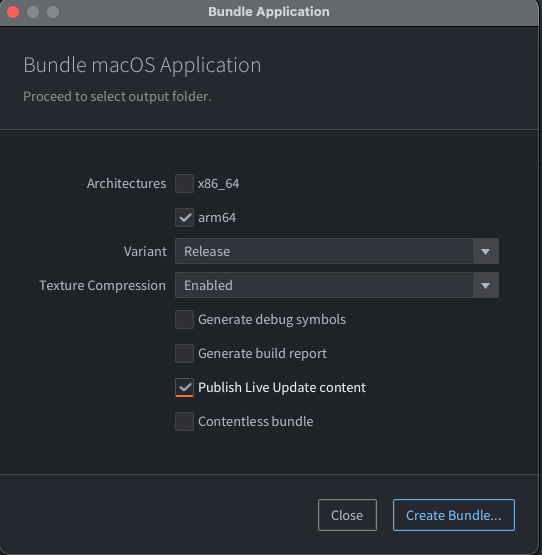 Bundle Application
Bundle macOS Application
Proceed to select output folder.
Architectures x86_64
arm64
Variant Release
Texture Compression Enabled
Generate debug symbols
Generate build report
Publish Live Update content
Contentless bundle
Close Create Bundle...